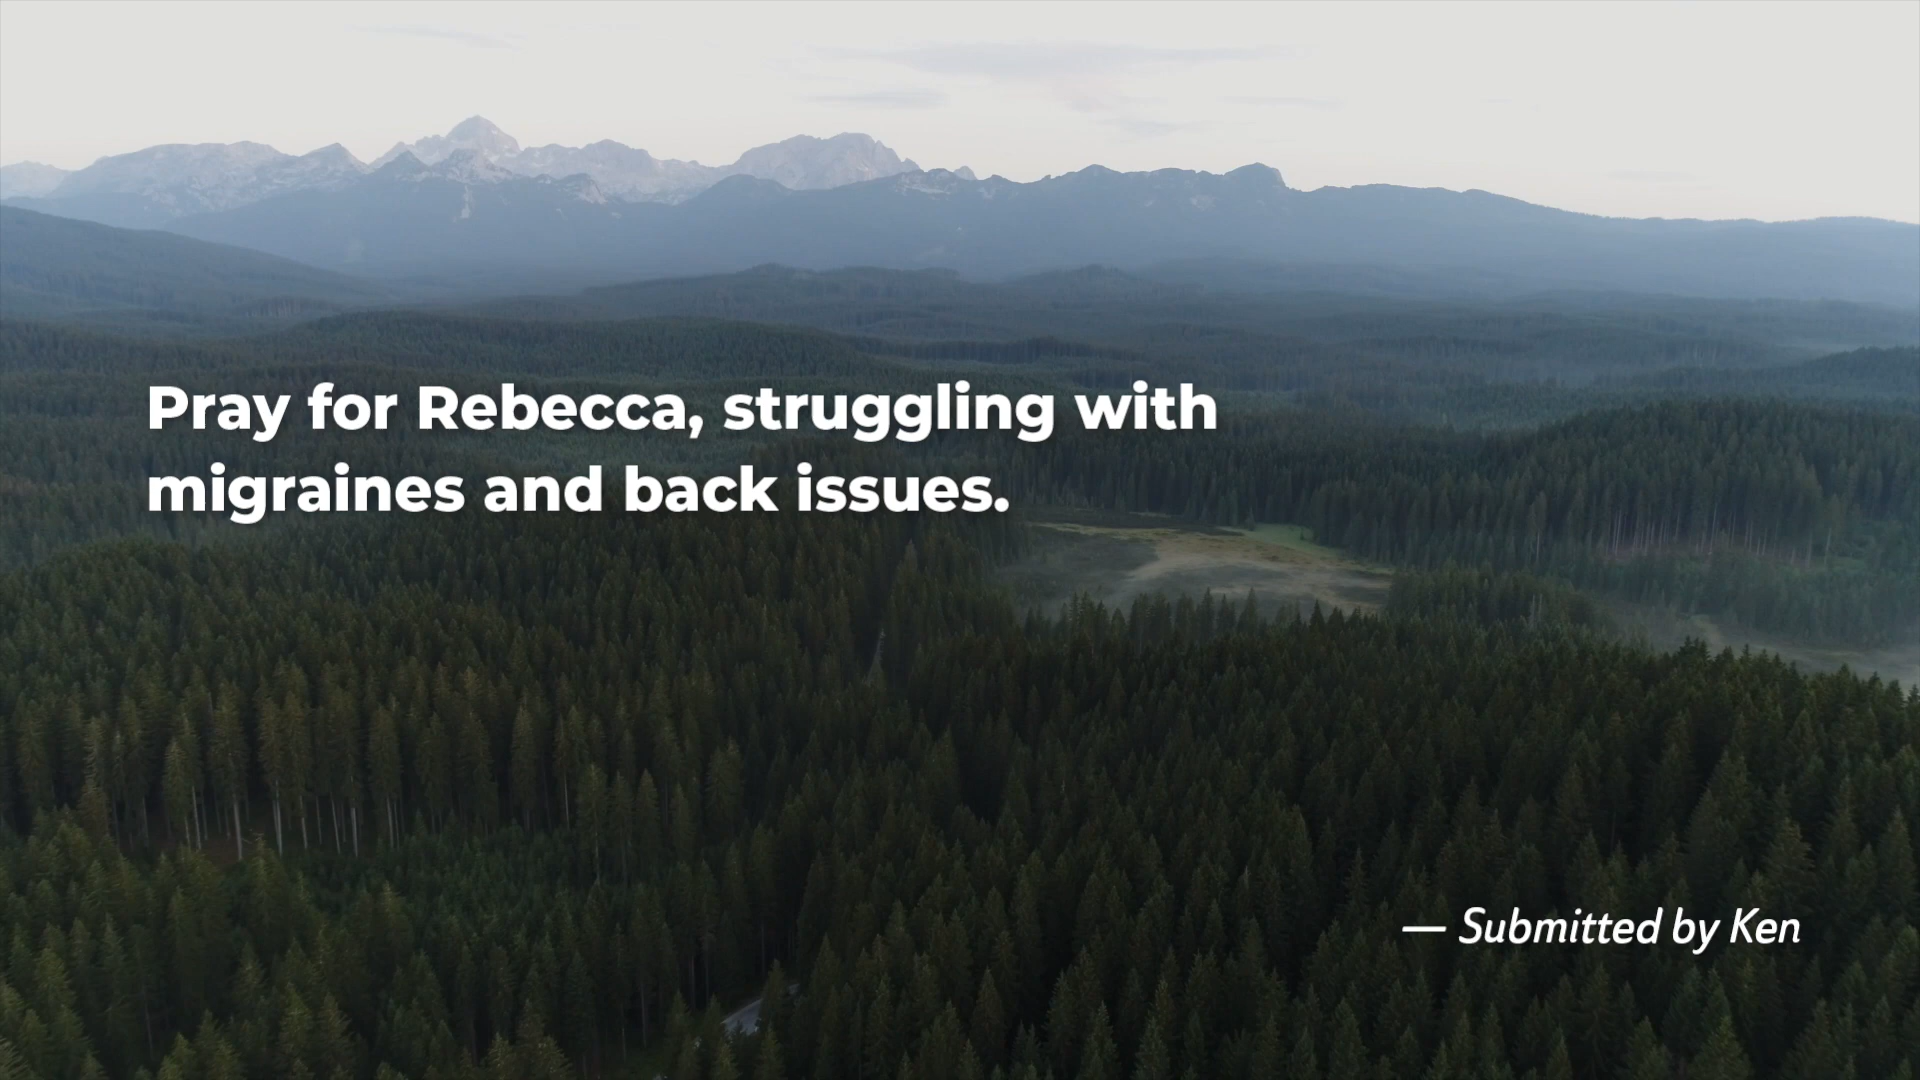 Pray for Rebecca, struggling with
migraines and back issues.
— Submitted by Ken